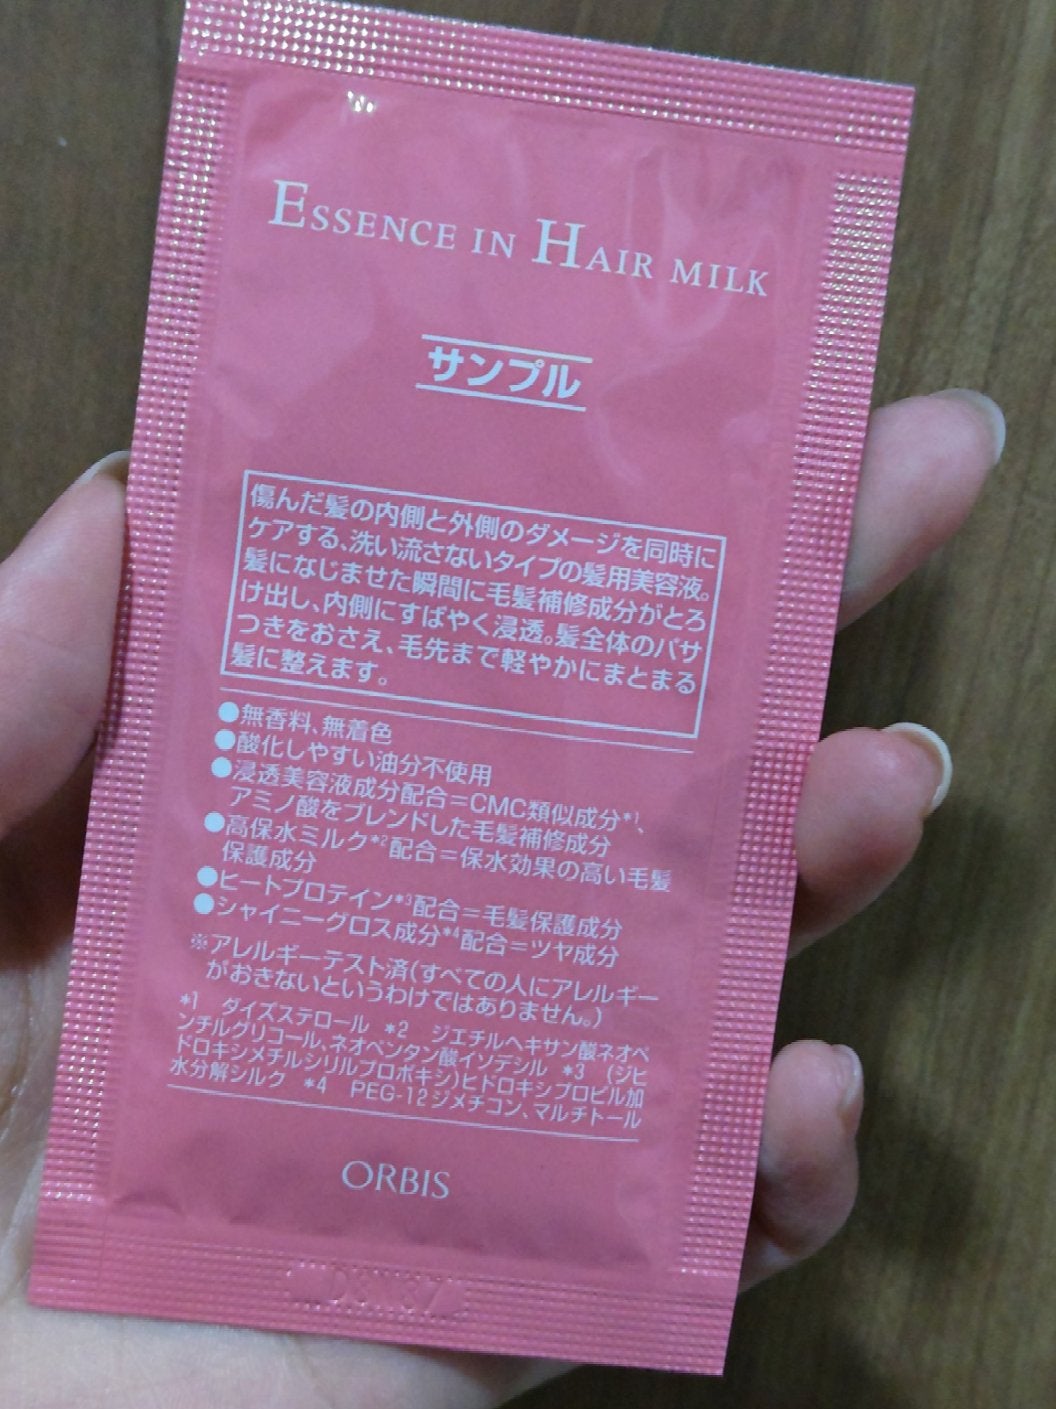 ESSENCE IN HAIR MILK
サンプル
傷んだ髪の内側と外側のダメージを同時に
ケアする、洗い流さないタイプの髪用美容液。
髪になじませた瞬間に毛髪補修成分がとろ
け出し、内側にすばやく浸透。髪全体のパサ
つきをおさえ、毛先まで軽やかにまとまる
髪に整えます。
●無香料、無着色
●酸化しやすい油分不使用
●浸透美容液成分配合＝CMC類似成分*1、
アミノ酸をブレンドした毛髪補修成分
●高保水ミルク*2配合＝保水効果の高い毛髪
保護成分
●ヒートプロテイン*3配合＝毛髪保護成分
●シャイニーグロス成分*4配合＝ツヤ成分
※アレルギーテスト済(すべての人にアレルギー
がおきないというわけではありません。)
*1 ダイズステロール *2 ジエチルヘキサン酸ネオペ
ンチルグリコール、ネオペンタン酸イソデシル *3 (ジヒ
ドロキシメチルシリルプロポキシ)ヒドロキシプロピル加
水分解シルク *4 PEG-12ジメチコン、マルチトール
ORBIS